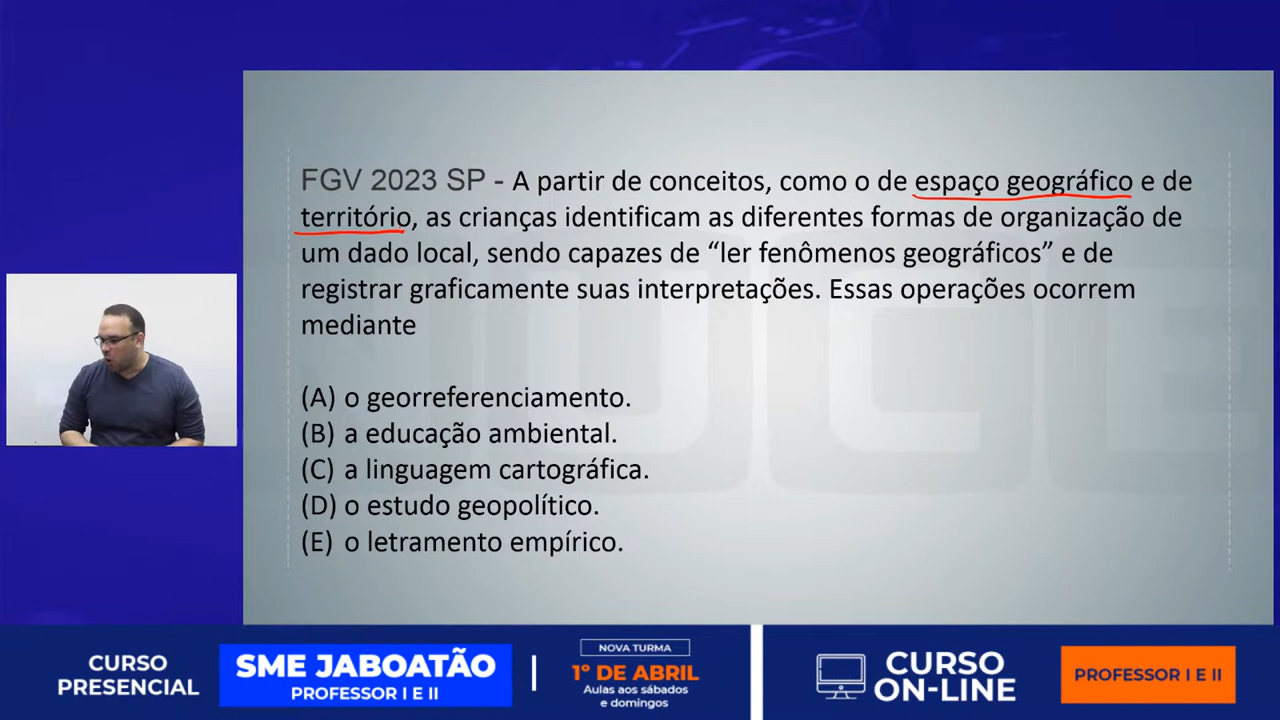 FGV 2023 SP - A partir de conceitos, como o de espaço geográfico e de
território, as crianças identificam as diferentes formas de organização de
um dado local, sendo capazes de “ler fenômenos geográficos” e de
registrar graficamente suas interpretações. Essas operações ocorrem
mediante
(A) o georreferenciamento.
(B) a educação ambiental.
(C) a linguagem cartográfica.
(D) o estudo geopolítico.
(E) o letramento empírico.
CURSO
PRESENCIAL
SME JABOATÃO
PROFESSOR I E II
NOVA TURMA
1º DE ABRIL
Aulas aos sábados
e domingos
CURSO
ON-LINE
PROFESSOR I E II